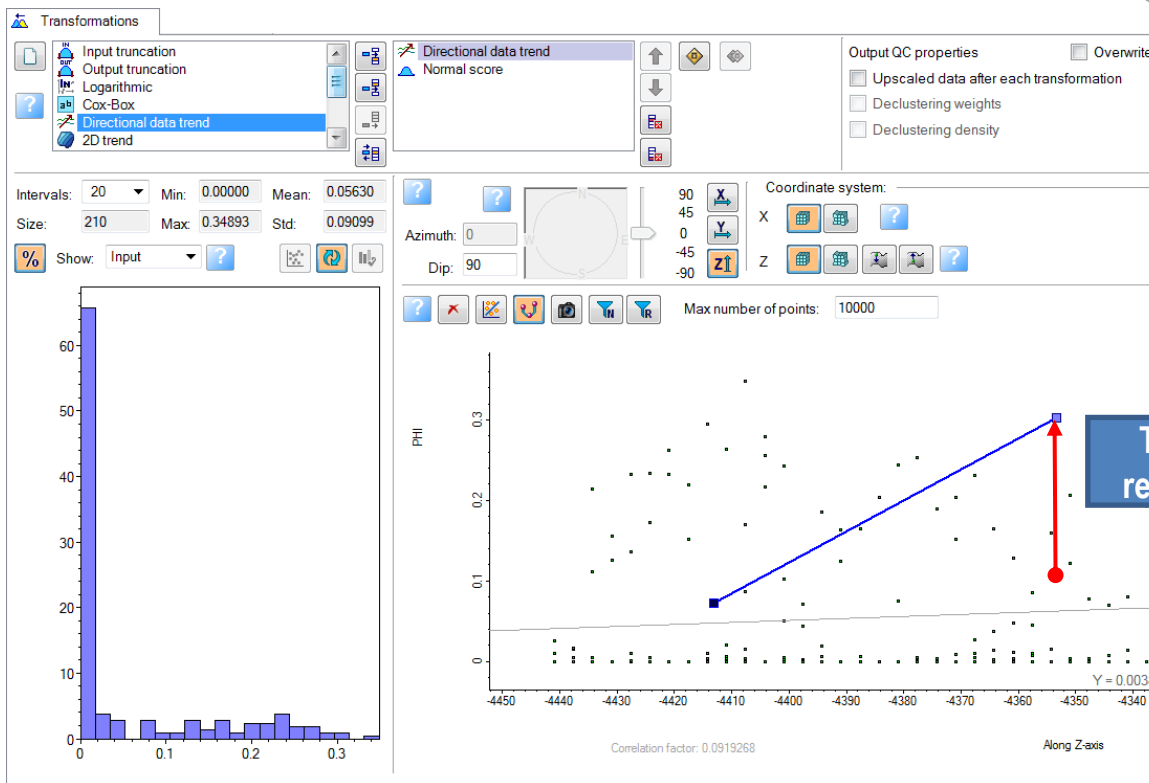 Transformations
Input truncation
Output truncation
Logarithmic
Cox-Box
Directional data trend
2D trend
Directional data trend
Normal score
Output QC properties
Overwrite
Upscaled data after each transformation
Declustering weights
Declustering density
Intervals: 20 Min: 0.00000 Mean: 0.05630
Size: 210 Max: 0.34893 Std: 0.09099
% Show: Input
Azimuth: 0
Dip: 90
N
W E
S
90
45
0
-45
-90
X
Y
Z
Coordinate system:
X
Z
Max number of points: 10000
60
50
40
30
20
10
0
0 0.1 0.2 0.3
PHI
0.3
0.2
0.1
0
-4450 -4440 -4430 -4420 -4410 -4400 -4390 -4380 -4370 -4360 -4350 -4340
T
re
Y = 0.003
Correlation factor: 0.0919268
Along Z-axis